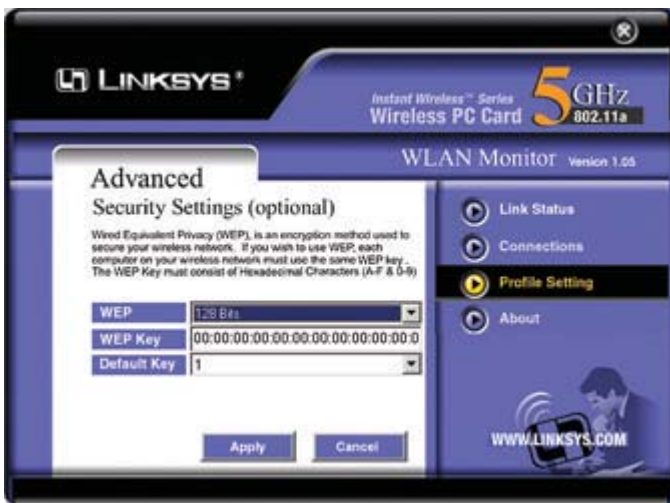 LINKSYS®
Instant Wireless™ Series
Wireless PC Card
5 GHz
802.11a
WLAN Monitor Version 1.05
Advanced
Security Settings (optional)
Wired Equivalent Privacy (WEP), is an encryption method used to
secure your wireless network. If you wish to use WEP, each
computer on your wireless network must use the same WEP key .
The WEP Key must consist of Hexadecimal Characters (A-F & 0-9)
WEP 128 Bits
WEP Key 00:00:00:00:00:00:00:00:00:00:00:00:0
Default Key 1
Apply Cancel
Link Status
Connections
Profile Setting
About
WWW.LINKSYS.COM